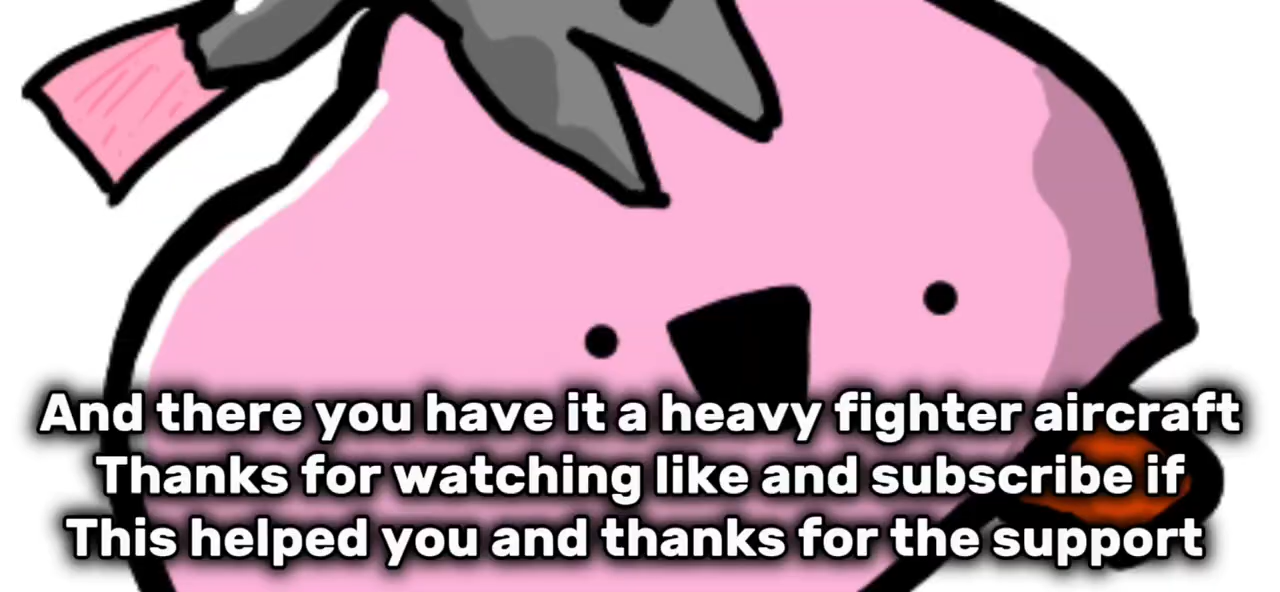 And there you have it a heavy fighter aircraft
Thanks for watching like and subscribe if
This helped you and thanks for the support